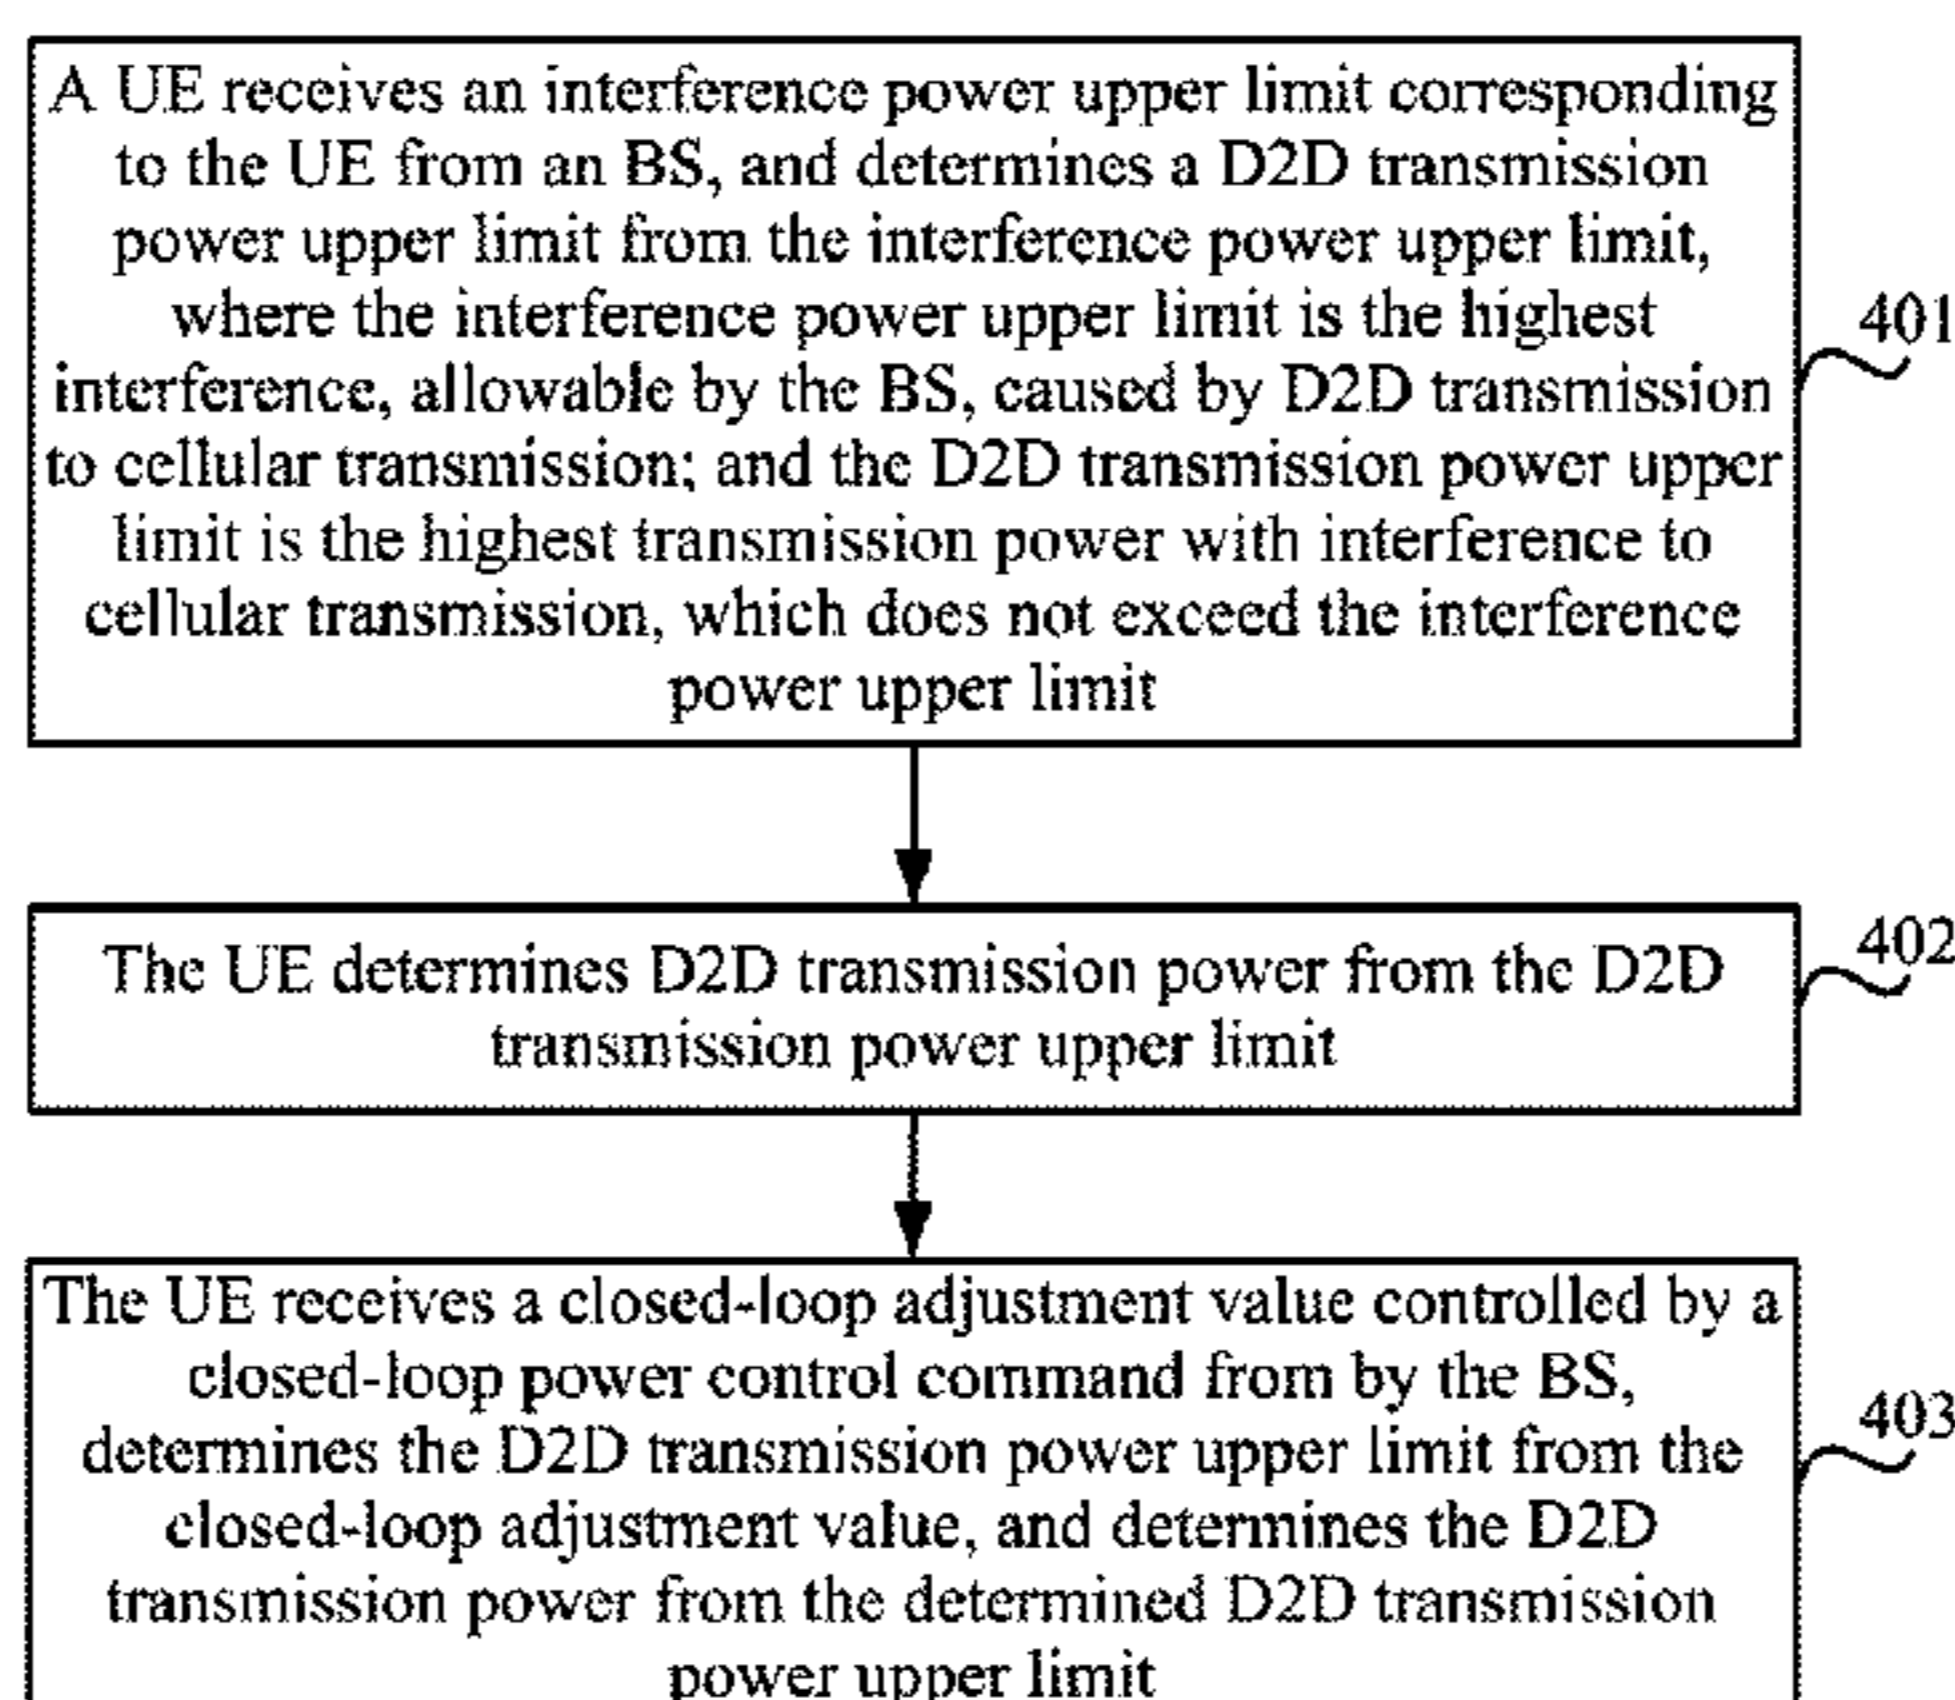 A UE receives an interference power upper limit corresponding
to the UE from an BS, and determines a D2D transmission
power upper limit from the interference power upper limit,
where the interference power upper limit is the highest
interference, allowable by the BS, caused by D2D transmission
to cellular transmission; and the D2D transmission power upper
limit is the highest transmission power with interference to
cellular transmission, which does not exceed the interference
power upper limit
401
The UE determines D2D transmission power from the D2D
transmission power upper limit
402
The UE receives a closed-loop adjustment value controlled by a
closed-loop power control command from by the BS,
determines the D2D transmission power upper limit from the
closed-loop adjustment value, and determines the D2D
transmission power from the determined D2D transmission
power upper limit
403